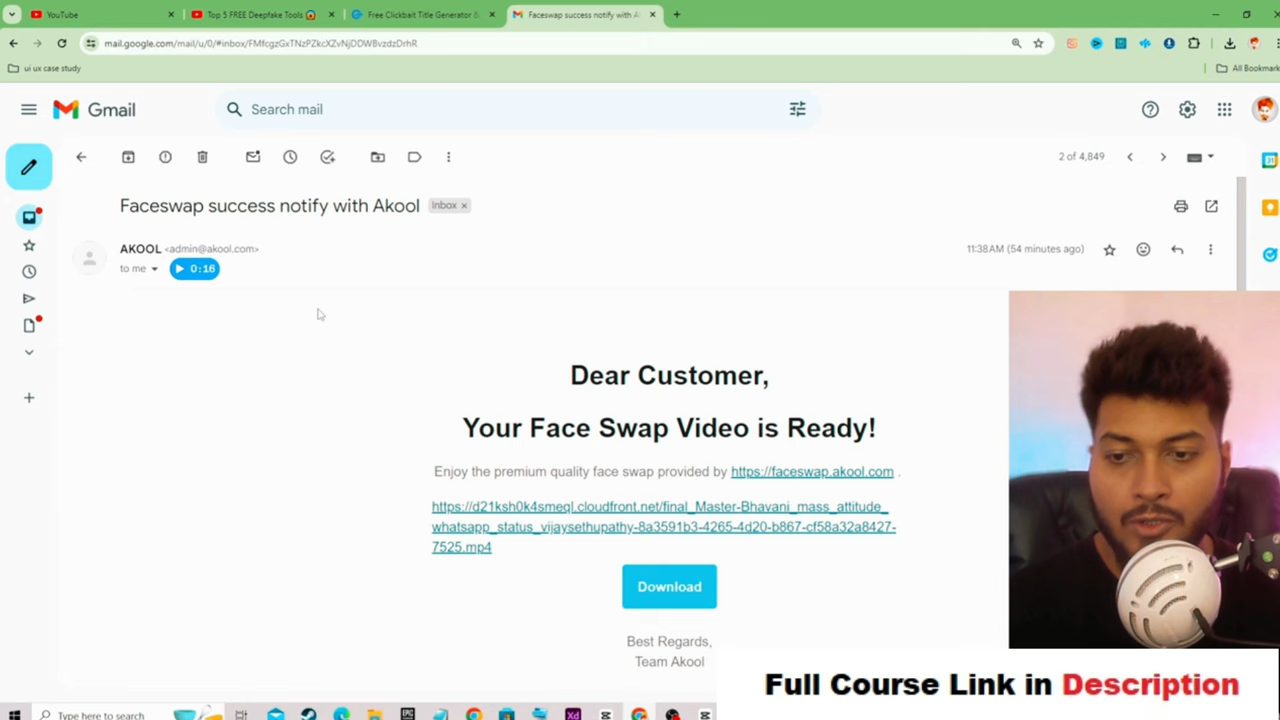 YouTube
Top 5 FREE Deepfake Tools
Free Clickbait Title Generator
Faceswap success notify with A
mail.google.com/mail/u/0/#inbox/FMfcgzGxTNzPZkcXZvNjDDWBvzdzDrhR
ui ux case study
All Bookmar
Gmail
Search mail
2 of 4,849
Faceswap success notify with Akool
Inbox ×
AKOOL <admin@akool.com>
11:38AM (54 minutes ago)
to me
0:16
Dear Customer,
Your Face Swap Video is Ready!
Enjoy the premium quality face swap provided by https://faceswap.akool.com .
https://d21ksh0k4smeql.cloudfront.net/final_Master-Bhavani_mass_attitude_
whatsapp_status_vijaysethupathy-8a3591b3-4265-4d20-b867-cf58a32a8427-
7525.mp4
Download
Best Regards,
Team Akool
Full Course Link in Description
Type here to search
Xd